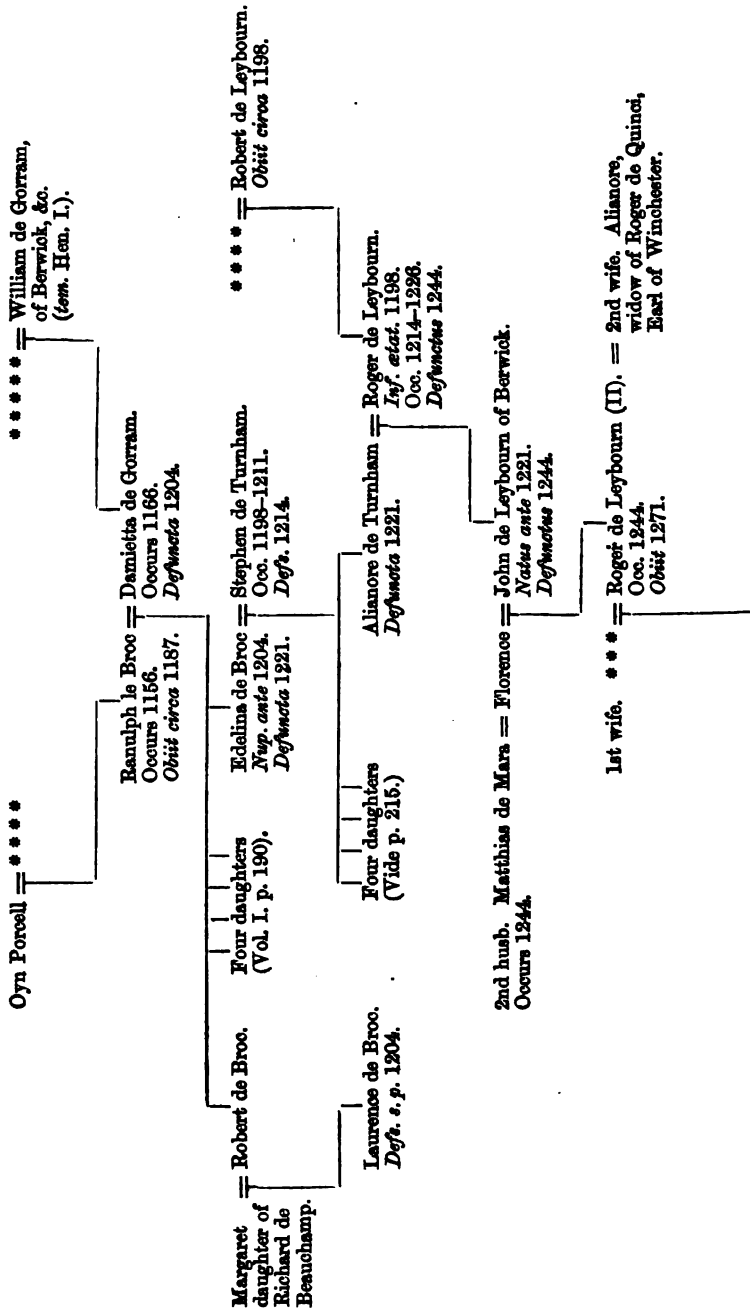 Oyn Porcell = * * * *
* * * * * = William de Gorram,
of Berwick, &c.
(tem. Hen. I.).
Ranulph le Broc = Damietta de Gorram.
Occurs 1156.
Obiit circa 1187.
Occurs 1166.
Defuncta 1204.
Margaret
daughter of
Richard de
Beauchamp.
= Robert de Broc.
Four daughters
(Vol. I. p. 190).
Edelina de Broc = Stephen de Turnham.
Nup. ante 1204.
Defuncta 1221.
Occ. 1198–1211.
Defs. 1214.
* * * * = Robert de Leybourn.
Obiit circa 1198.
Laurence de Broc.
Defs. s. p. 1204.
Four daughters
(Vide p. 215.)
Alianore de Turnham = Roger de Leybourn.
Defuncta 1221.
Inf. ætat. 1198.
Occ. 1214–1226.
Defunctus 1244.
2nd husb. Matthias de Mara = Florence = John de Leybourn of Berwick.
Occurs 1244.
Natus ante 1221.
Defunctus 1244.
1st wife. * * * = Roger de Leybourn (II). = 2nd wife. Alianore,
Occ. 1244.
Obiit 1271.
widow of Roger de Quinci,
Earl of Winchester.